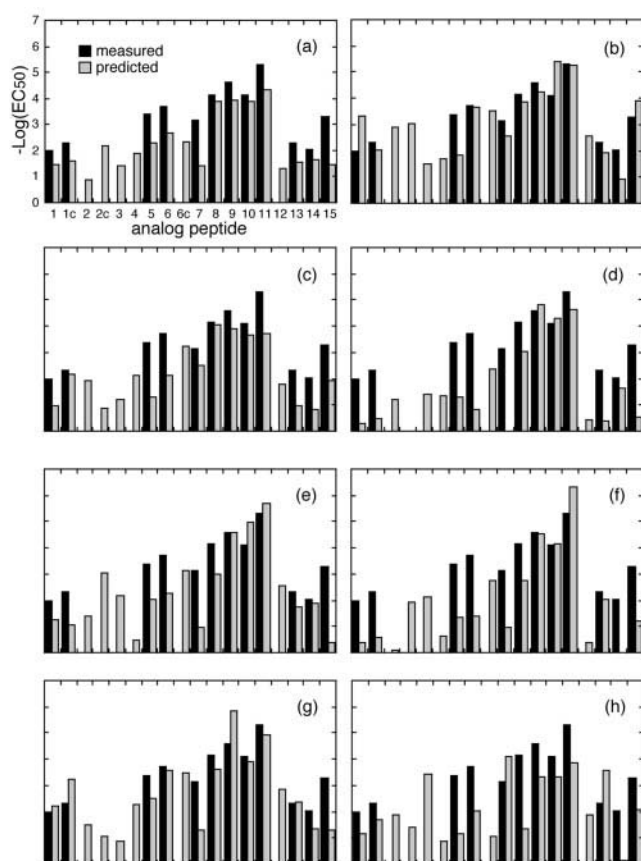 7
(a)
(b)
measured
6
predicted
5
4
3
2
1
0
-Log(EC50)
1 1c 2 2c 3 4 5 6 6c 7 8 9 10 11 12 13 14 15
analog peptide
(c)
(d)
(e)
(f)
(g)
(h)